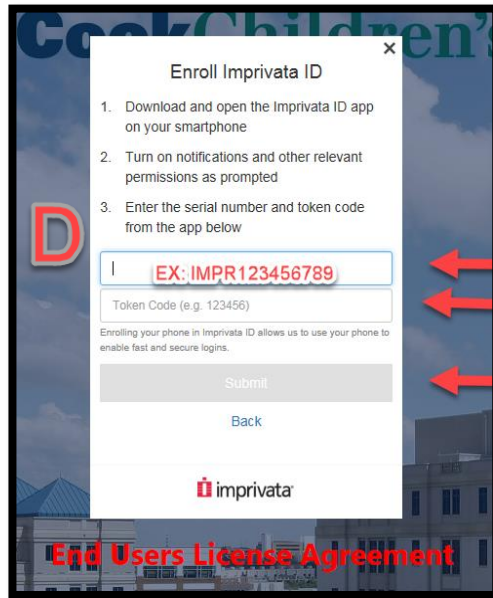 CookChildren's
×
Enroll Imprivata ID
1. Download and open the Imprivata ID app
on your smartphone
2. Turn on notifications and other relevant
permissions as prompted
3. Enter the serial number and token code
from the app below
D
EX: IMPR123456789
Token Code (e.g. 123456)
Enrolling your phone in Imprivata ID allows us to use your phone to
enable fast and secure logins.
Submit
Back
imprivata
End Users License Agreement